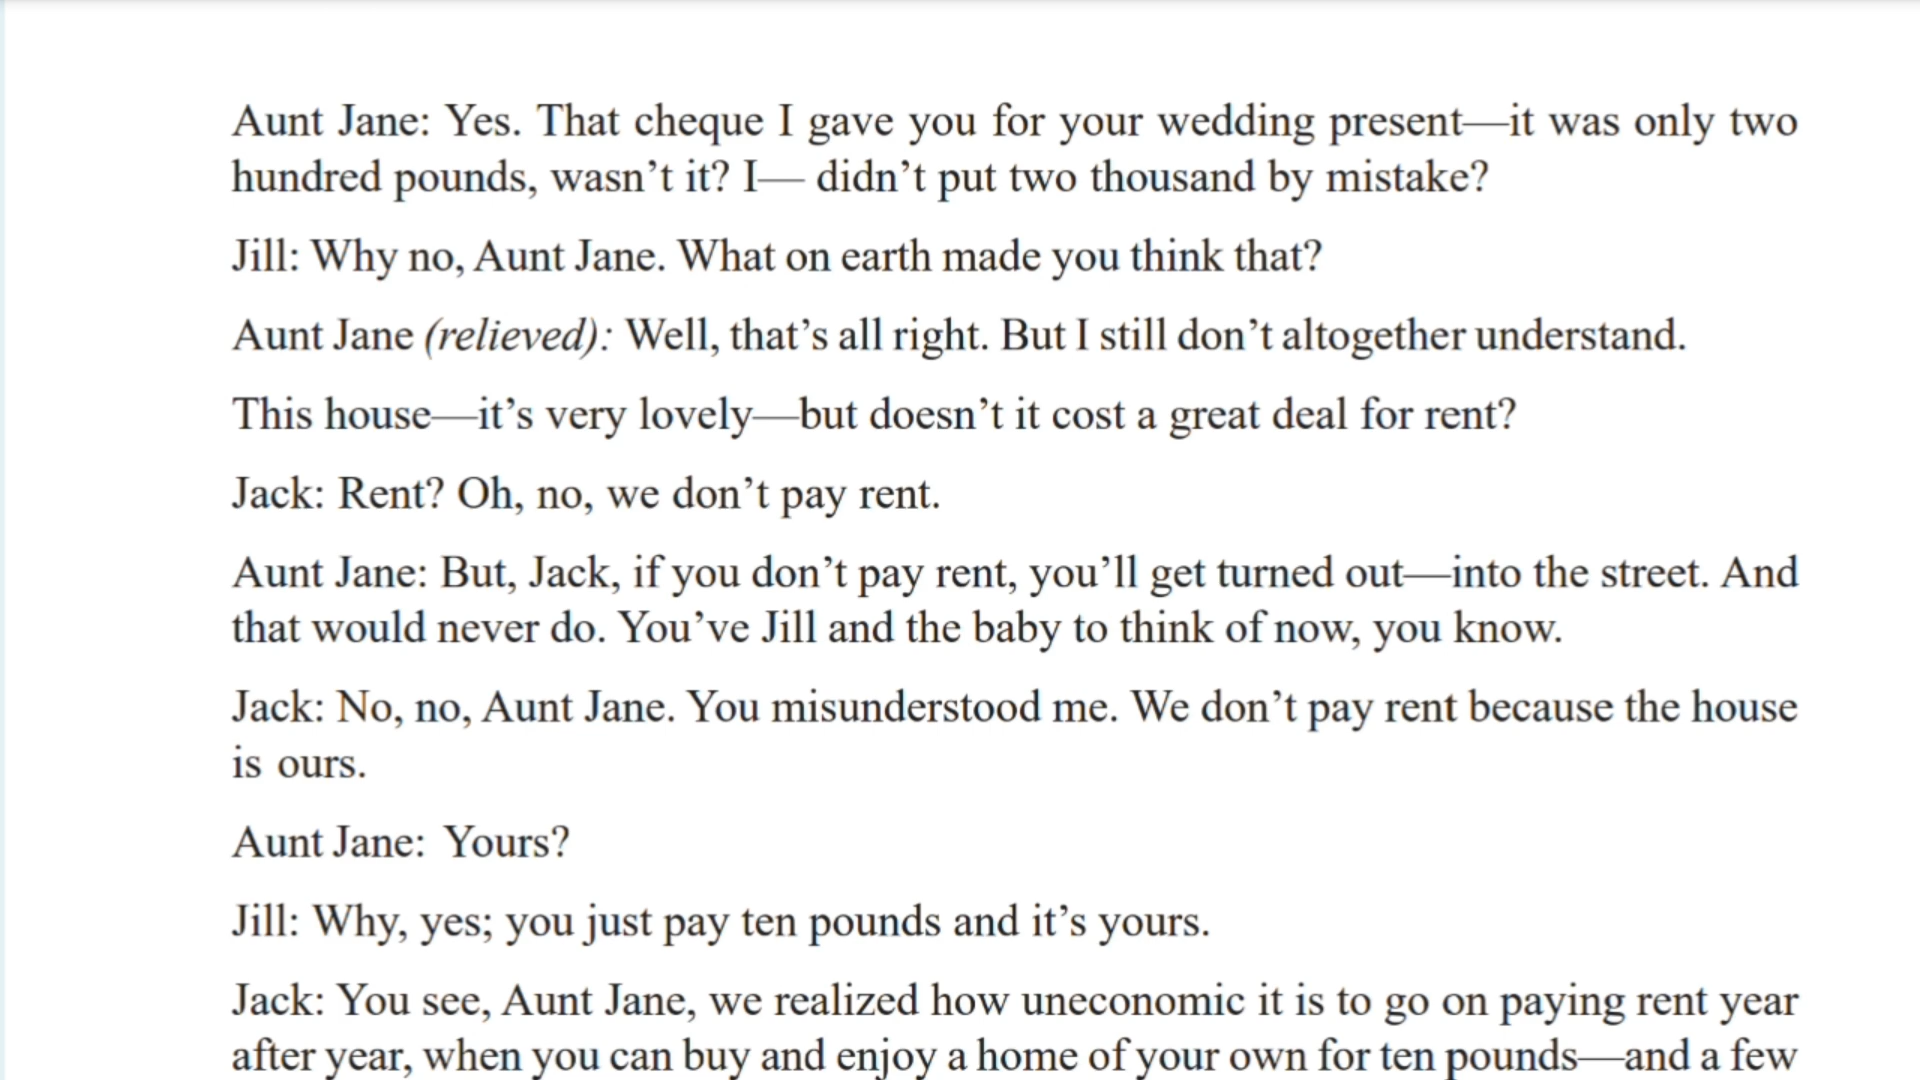 Aunt Jane: Yes. That cheque I gave you for your wedding present—it was only two
hundred pounds, wasn’t it? I— didn’t put two thousand by mistake?
Jill: Why no, Aunt Jane. What on earth made you think that?
Aunt Jane (relieved): Well, that’s all right. But I still don’t altogether understand.
This house—it’s very lovely—but doesn’t it cost a great deal for rent?
Jack: Rent? Oh, no, we don’t pay rent.
Aunt Jane: But, Jack, if you don’t pay rent, you’ll get turned out—into the street. And
that would never do. You’ve Jill and the baby to think of now, you know.
Jack: No, no, Aunt Jane. You misunderstood me. We don’t pay rent because the house
is ours.
Aunt Jane: Yours?
Jill: Why, yes; you just pay ten pounds and it’s yours.
Jack: You see, Aunt Jane, we realized how uneconomic it is to go on paying rent year
after year, when you can buy and enjoy a home of your own for ten pounds—and a few